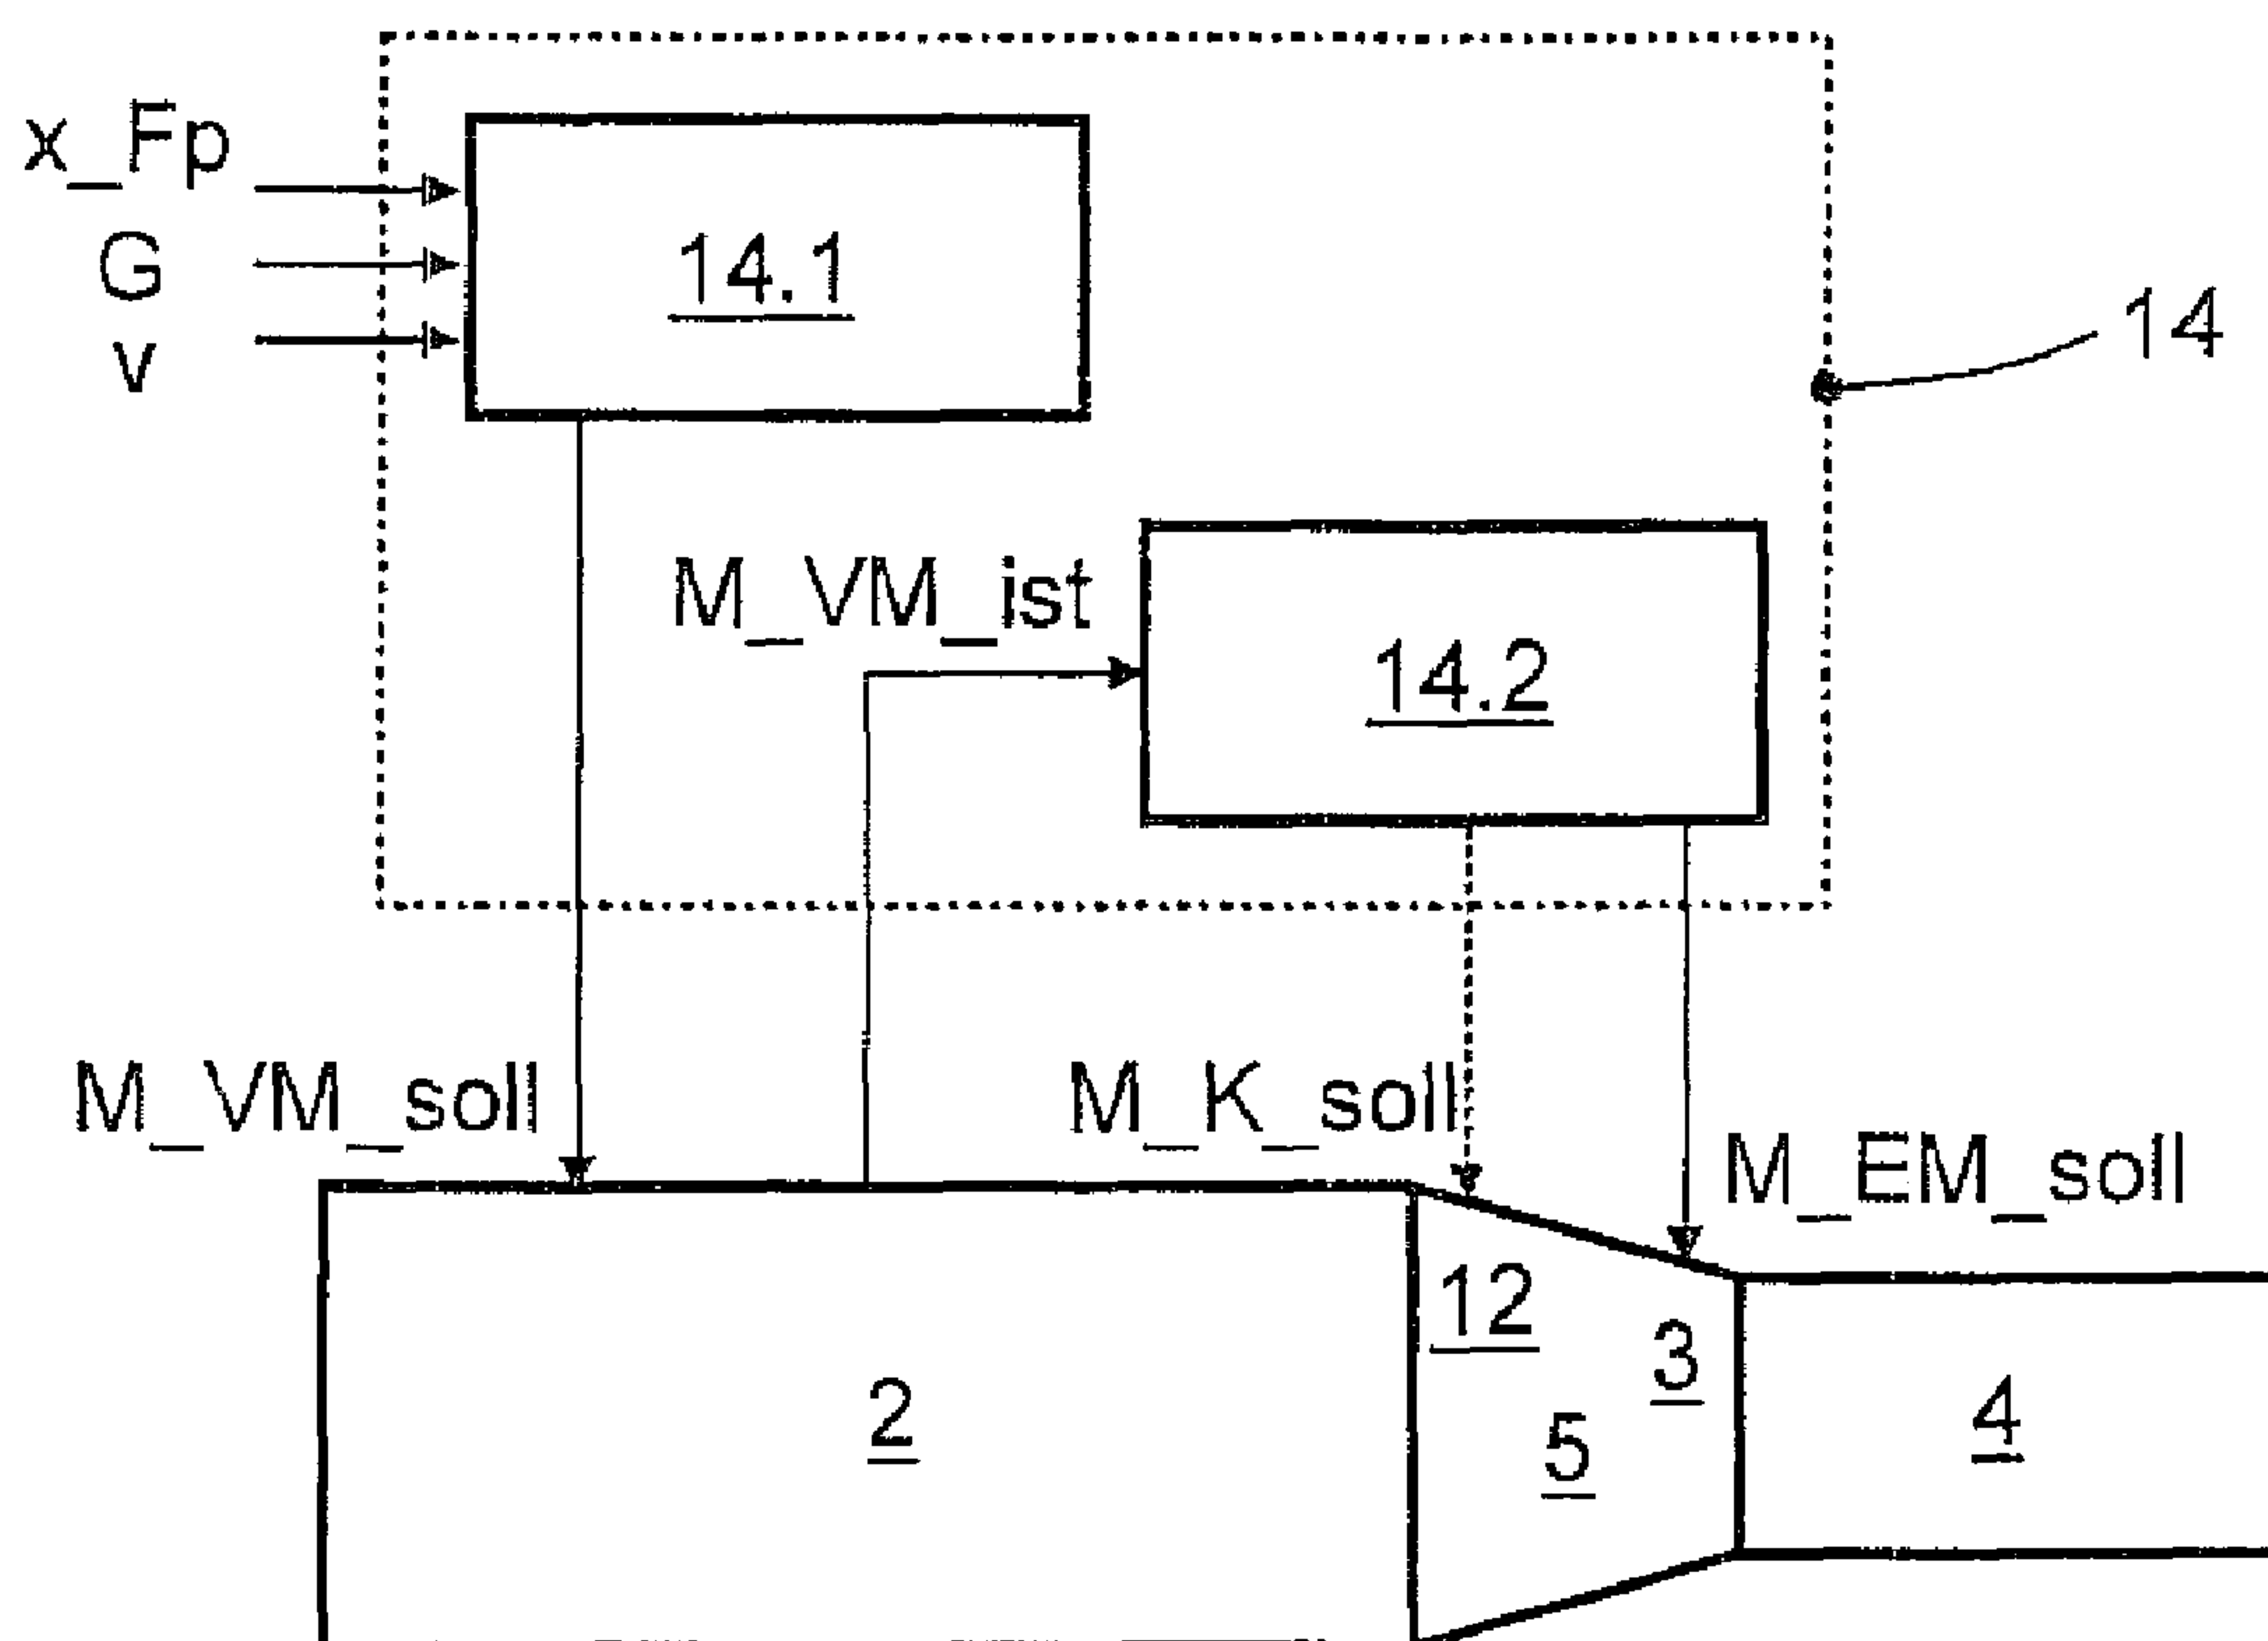 x_Fp
G
v
14.1
14
M_VM_ist
14.2
M_VM_soll
M_K_soll
M_EM_soll
12
3
2
5
4